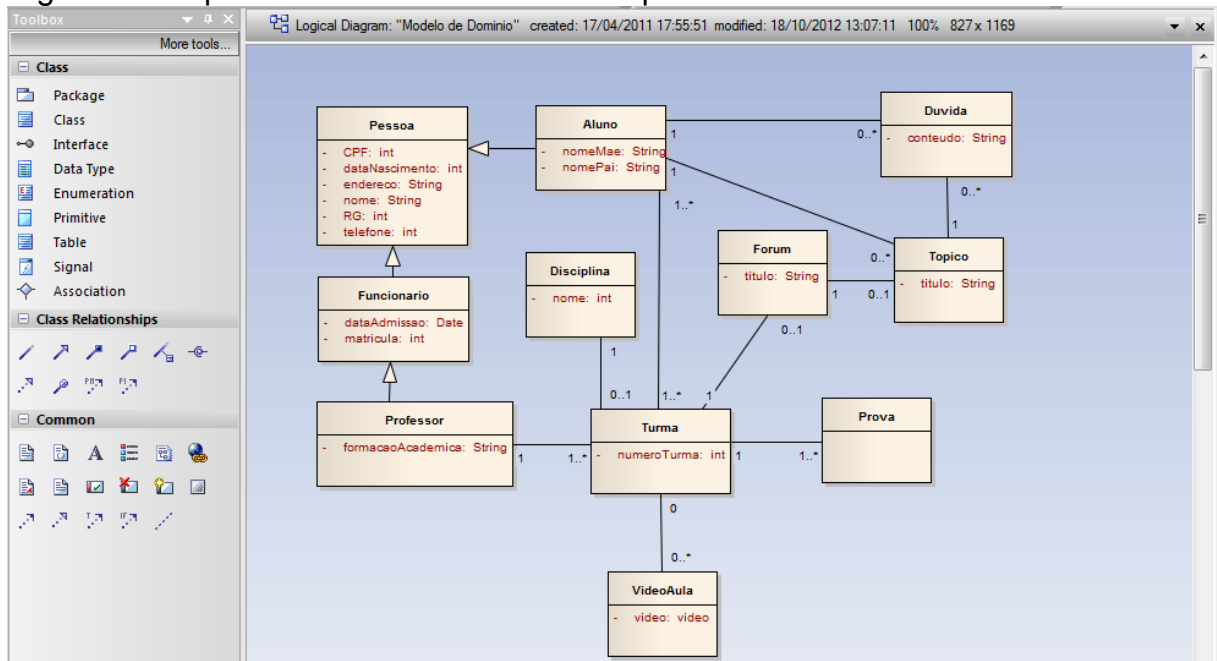 Toolbox
More tools...
Class
Package
Class
Interface
Data Type
Enumeration
Primitive
Table
Signal
Association
Class Relationships
Common
Logical Diagram: "Modelo de Dominio" created: 17/04/2011 17:55:51 modified: 18/10/2012 13:07:11 100% 827 x 1169
Pessoa
- CPF: int
- dataNascimento: int
- endereco: String
- nome: String
- RG: int
- telefone: int
Aluno
- nomeMae: String
- nomePai: String
1
0..*
1
1..*
Duvida
- conteudo: String
0..*
1
0..*
Topico
- titulo: String
Forum
- titulo: String
1
0..1
0..1
Disciplina
- nome: int
1
0..1
1..*
1
Funcionario
- dataAdmissao: Date
- matricula: int
Professor
- formacaoAcademica: String
1
1..*
Turma
- numeroTurma: int
1
1..*
Prova
0
0..*
VideoAula
- video: video